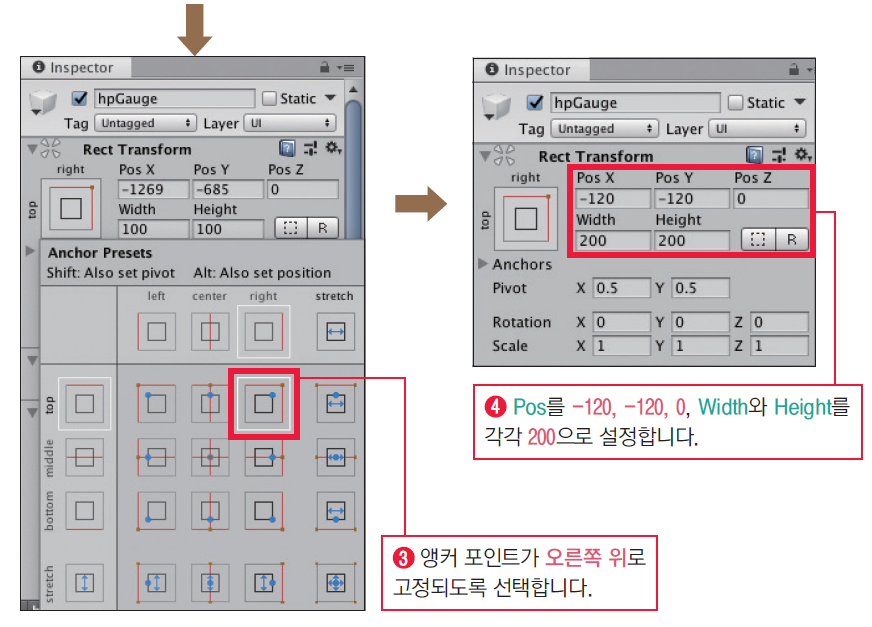 Inspector
hpGauge
Static
Tag Untagged Layer UI
Rect Transform
right
top
Pos X Pos Y Pos Z
-1269 -685 0
Width Height
100 100 R
Anchor Presets
Shift: Also set pivot Alt: Also set position
left center right stretch
top
middle
bottom
stretch
❸ 앵커 포인트가 오른쪽 위로
고정되도록 선택합니다.
Inspector
hpGauge
Static
Tag Untagged Layer UI
Rect Transform
right
top
Pos X Pos Y Pos Z
-120 -120 0
Width Height
200 200 R
Anchors
Pivot X 0.5 Y 0.5
Rotation X 0 Y 0 Z 0
Scale X 1 Y 1 Z 1
❹ Pos를 -120, -120, 0, Width와 Height를
각각 200으로 설정합니다.